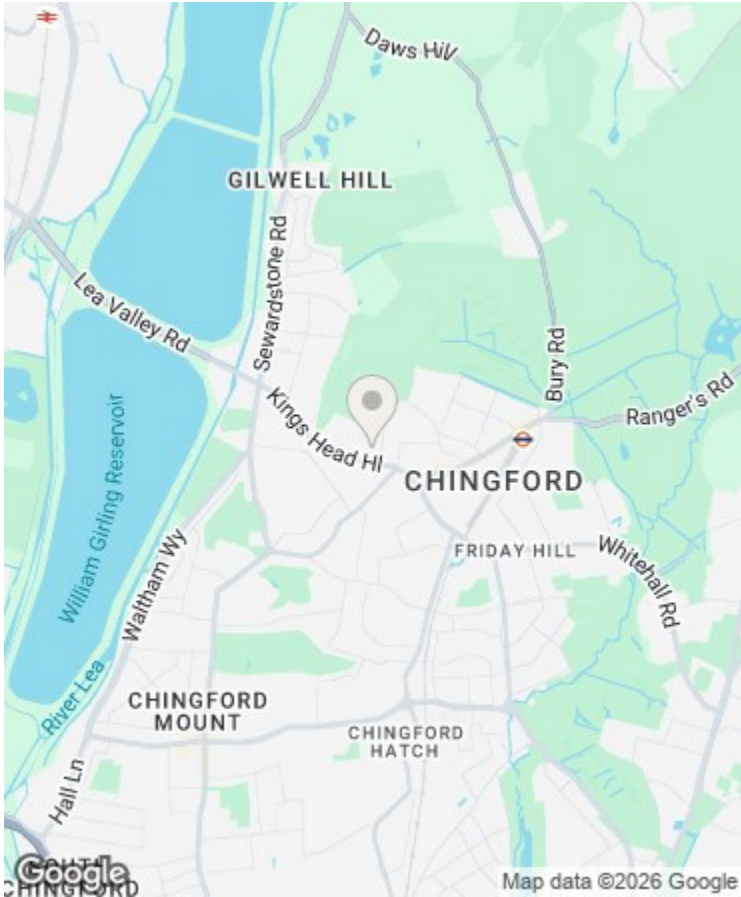 Daws Hill
GILWELL HILL
Sewardstone Rd
Lea Valley Rd
Bury Rd
Ranger's Rd
Kings Head Hl
CHINGFORD
William Girling Reservoir
FRIDAY HILL
Whitehall Rd
Waltham Wy
River Lea
CHINGFORD
MOUNT
CHINGFORD
HATCH
Hall Ln
SOUTH
CHINGFORD
Google
Map data ©2026 Google